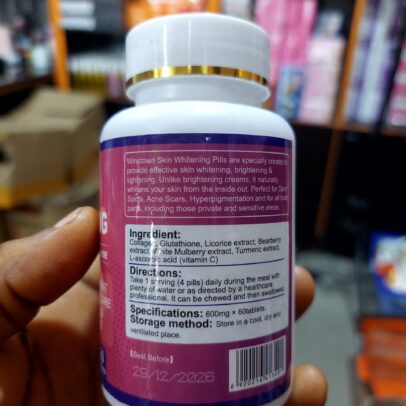 Wingtown Skin Whitening Pills are specially created to
provide effective skin whitening, brightening &
lightening. Unlike brightening creams, it naturally
whitens your skin from the inside out. Perfect for Dark
Spots, Acne Scars, Hyperpigmentation and for all body
parts, including those private and sensitive areas.
Ingredient:
Collagen, Glutathione, Licorice extract, Bearberry
extract, White Mulberry extract, Turmeric extract,
L-ascorbic acid (vitamin C)
Directions:
Take 1 serving (4 pills) daily during the meal with
plenty of water or as directed by a healthcare
professional. It can be chewed and then swallowed.
Specifications: 600mg × 60tablets
Storage method: Store in a cool, dry and
ventilated place.
【Best Before】
29/12/2026